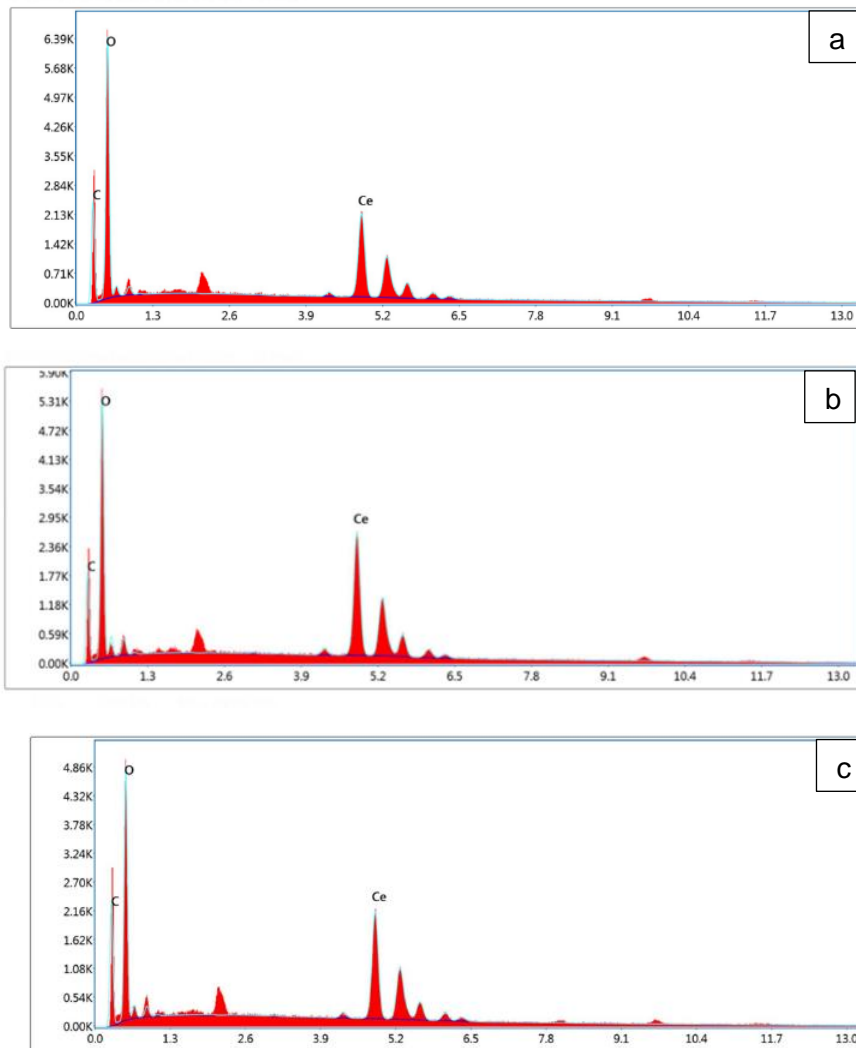 a
6.39K
O
5.68K
4.97K
4.26K
3.55K
2.84K
C
Ce
2.13K
1.42K
0.71K
0.00K
0.0 1.3 2.6 3.9 5.2 6.5 7.8 9.1 10.4 11.7 13.0
5.90K
b
5.31K
O
4.72K
4.13K
3.54K
2.95K
Ce
2.36K
C
1.77K
1.18K
0.59K
0.00K
0.0 1.3 2.6 3.9 5.2 6.5 7.8 9.1 10.4 11.7 13.0
c
4.86K
O
4.32K
3.78K
3.24K
2.70K
C
Ce
2.16K
1.62K
1.08K
0.54K
0.00K
0.0 1.3 2.6 3.9 5.2 6.5 7.8 9.1 10.4 11.7 13.0